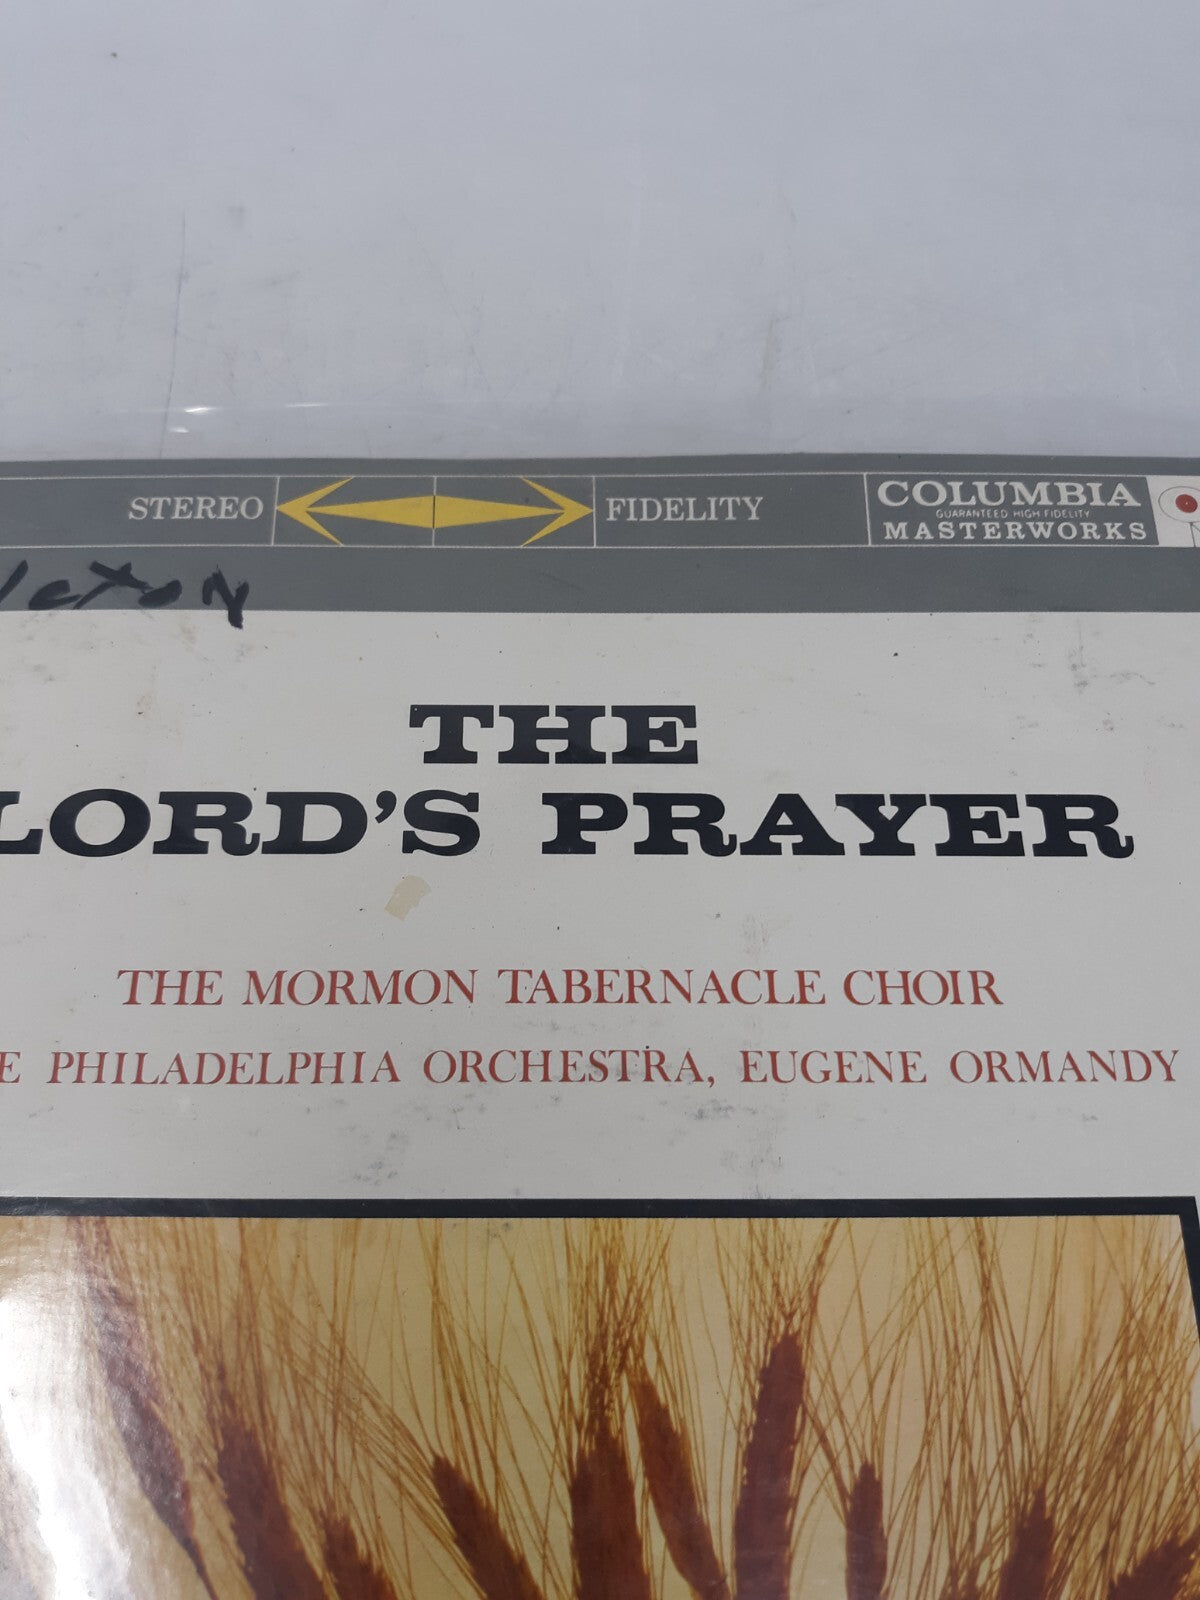 STEREO FIDELITY COLUMBIA
GUARANTEED HIGH FIDELITY
MASTERWORKS
THE
LORD'S PRAYER
THE MORMON TABERNACLE CHOIR
E PHILADELPHIA ORCHESTRA, EUGENE ORMANDY